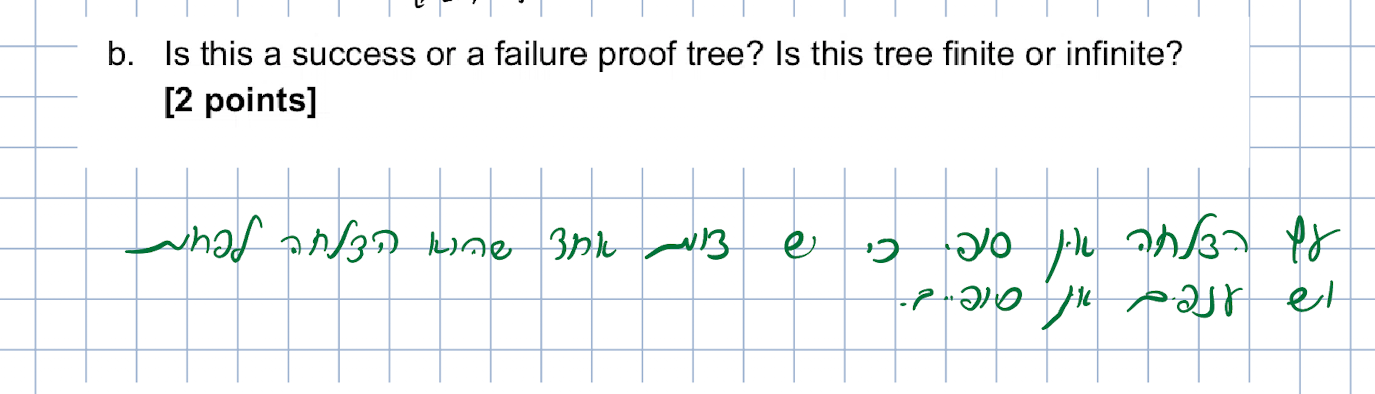 b. Is this a success or a failure proof tree? Is this tree finite or infinite?
[2 points]
עץ הצלחה אין סופי כי יש צומת אחד שהוא הצלחה לפחות
ויש ענפים אין סופיים.